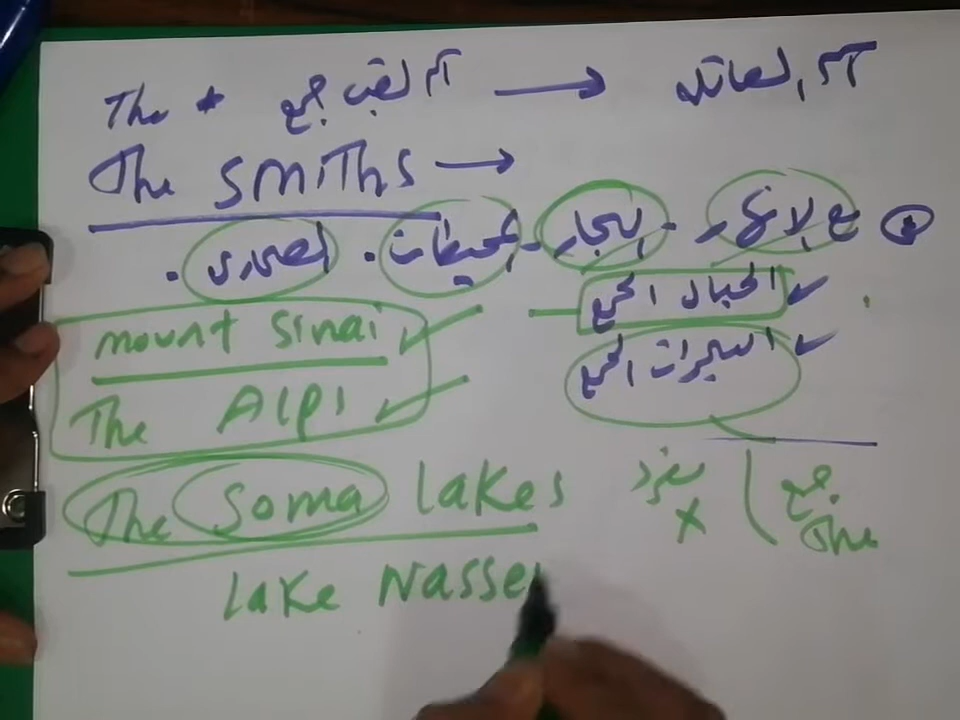 The + اسم لقب جمع → اسم العائلة
The SMiThs →
④ مع الانهار - البحار - المحيطات . الصحارى .
الجبال الجمع ✓
mount Sinai ✓
البحيرات الجمع ✓
The Alps ✓
The Soma lakes
مفرد | جمع
x | The
lake Nasser